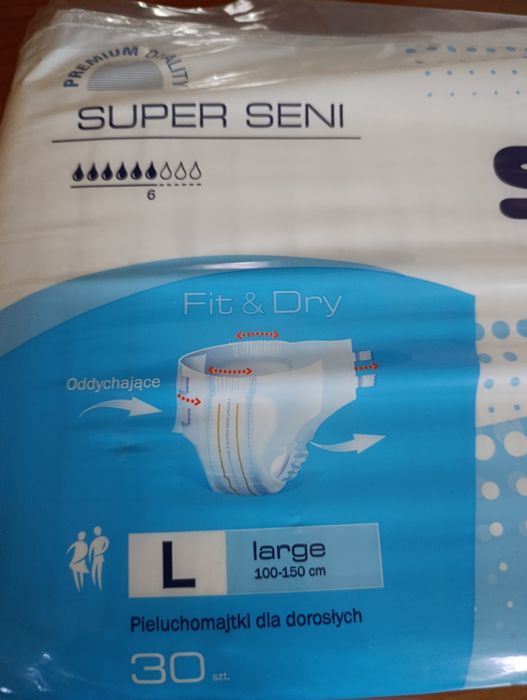 PREMIUM QUALITY
SUPER SENI
6
Fit & Dry
Oddychające
L
large
100-150 cm
Pieluchomajtki dla dorosłych
30 szt.